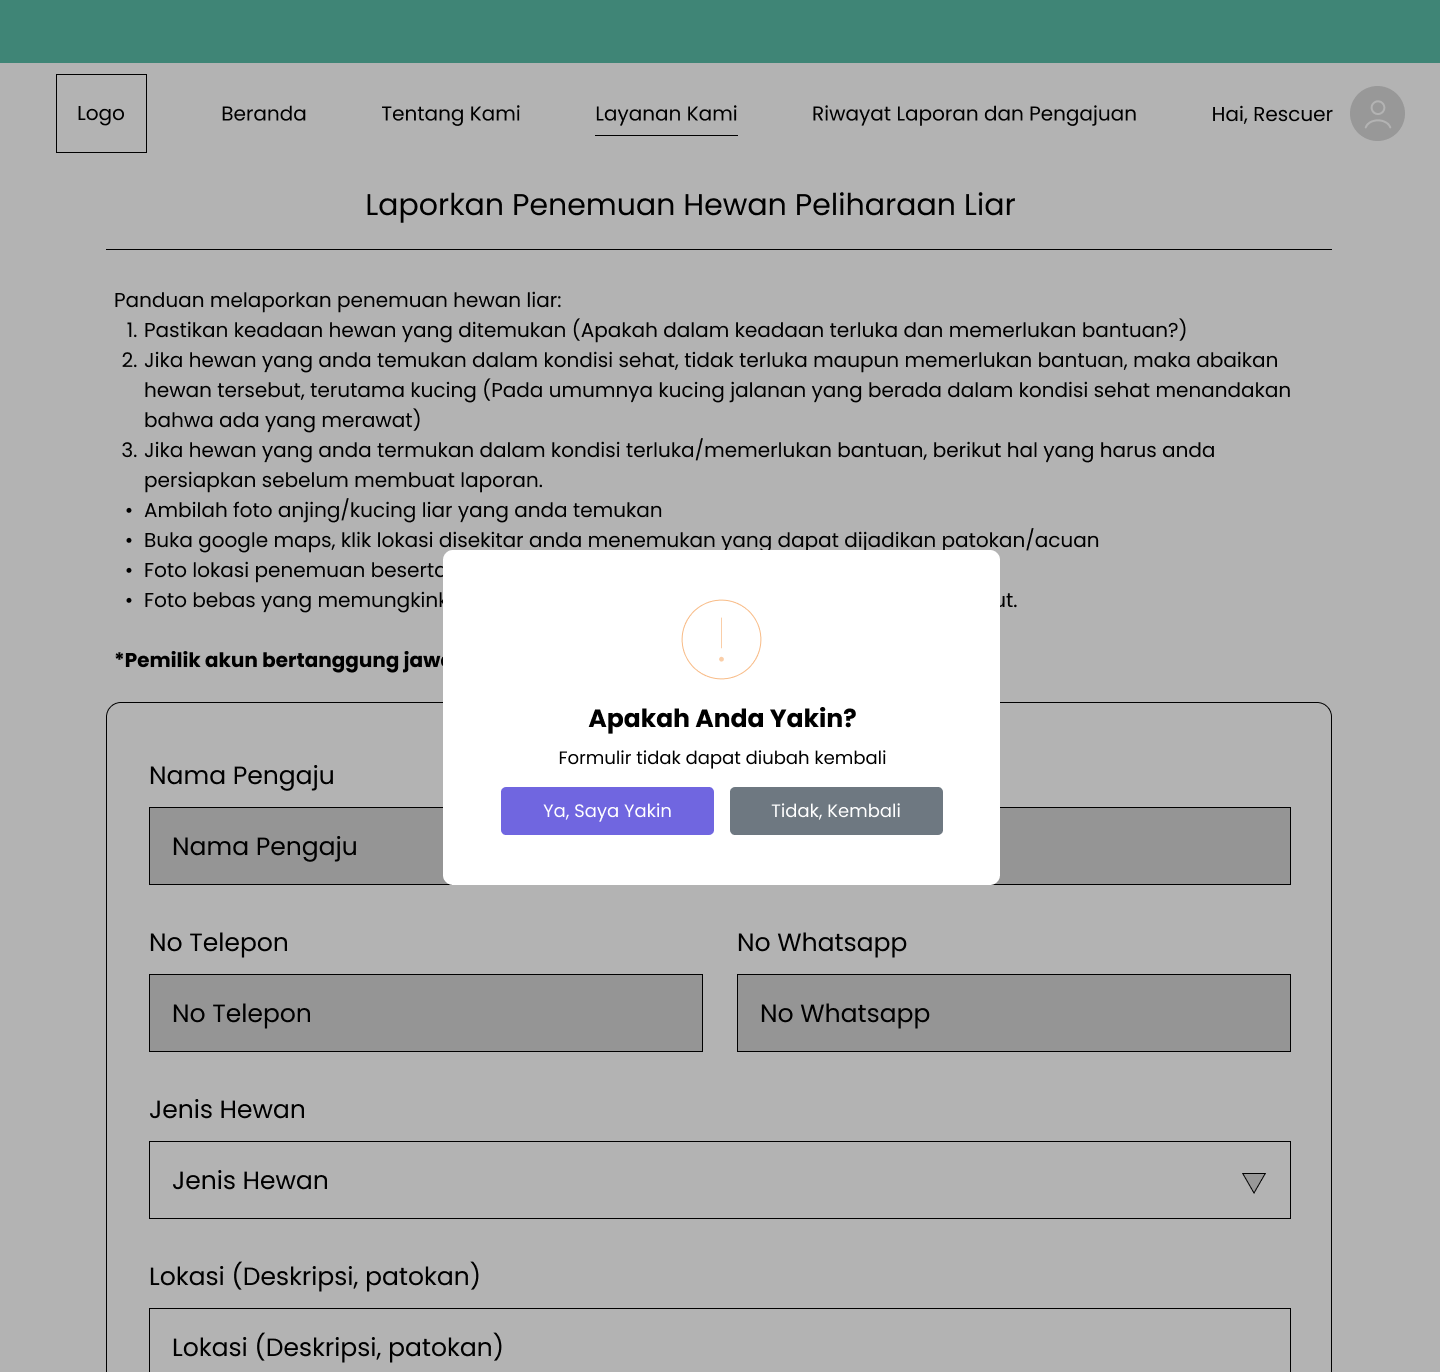 Logo
Beranda
Tentang Kami
Layanan Kami
Riwayat Laporan dan Pengajuan
Hai, Rescuer
Laporkan Penemuan Hewan Peliharaan Liar
Panduan melaporkan penemuan hewan liar:
1. Pastikan keadaan hewan yang ditemukan (Apakah dalam keadaan terluka dan memerlukan bantuan?)
2. Jika hewan yang anda temukan dalam kondisi sehat, tidak terluka maupun memerlukan bantuan, maka abaikan
hewan tersebut, terutama kucing (Pada umumnya kucing jalanan yang berada dalam kondisi sehat menandakan
bahwa ada yang merawat)
3. Jika hewan yang anda termukan dalam kondisi terluka/memerlukan bantuan, berikut hal yang harus anda
persiapkan sebelum membuat laporan.
• Ambilah foto anjing/kucing liar yang anda temukan
• Buka google maps, klik lokasi disekitar anda menemukan yang dapat dijadikan patokan/acuan
• Foto lokasi penemuan
• Foto bebas yang
*Pemilik akun bertanggung
Apakah Anda Yakin?
Formulir tidak dapat diubah kembali
Ya, Saya Yakin
Tidak, Kembali
Nama Pengaju
Nama Pengaju
No Telepon
No Whatsapp
No Telepon
No Whatsapp
Jenis Hewan
Jenis Hewan
Lokasi (Deskripsi, patokan)
Lokasi (Deskripsi, patokan)